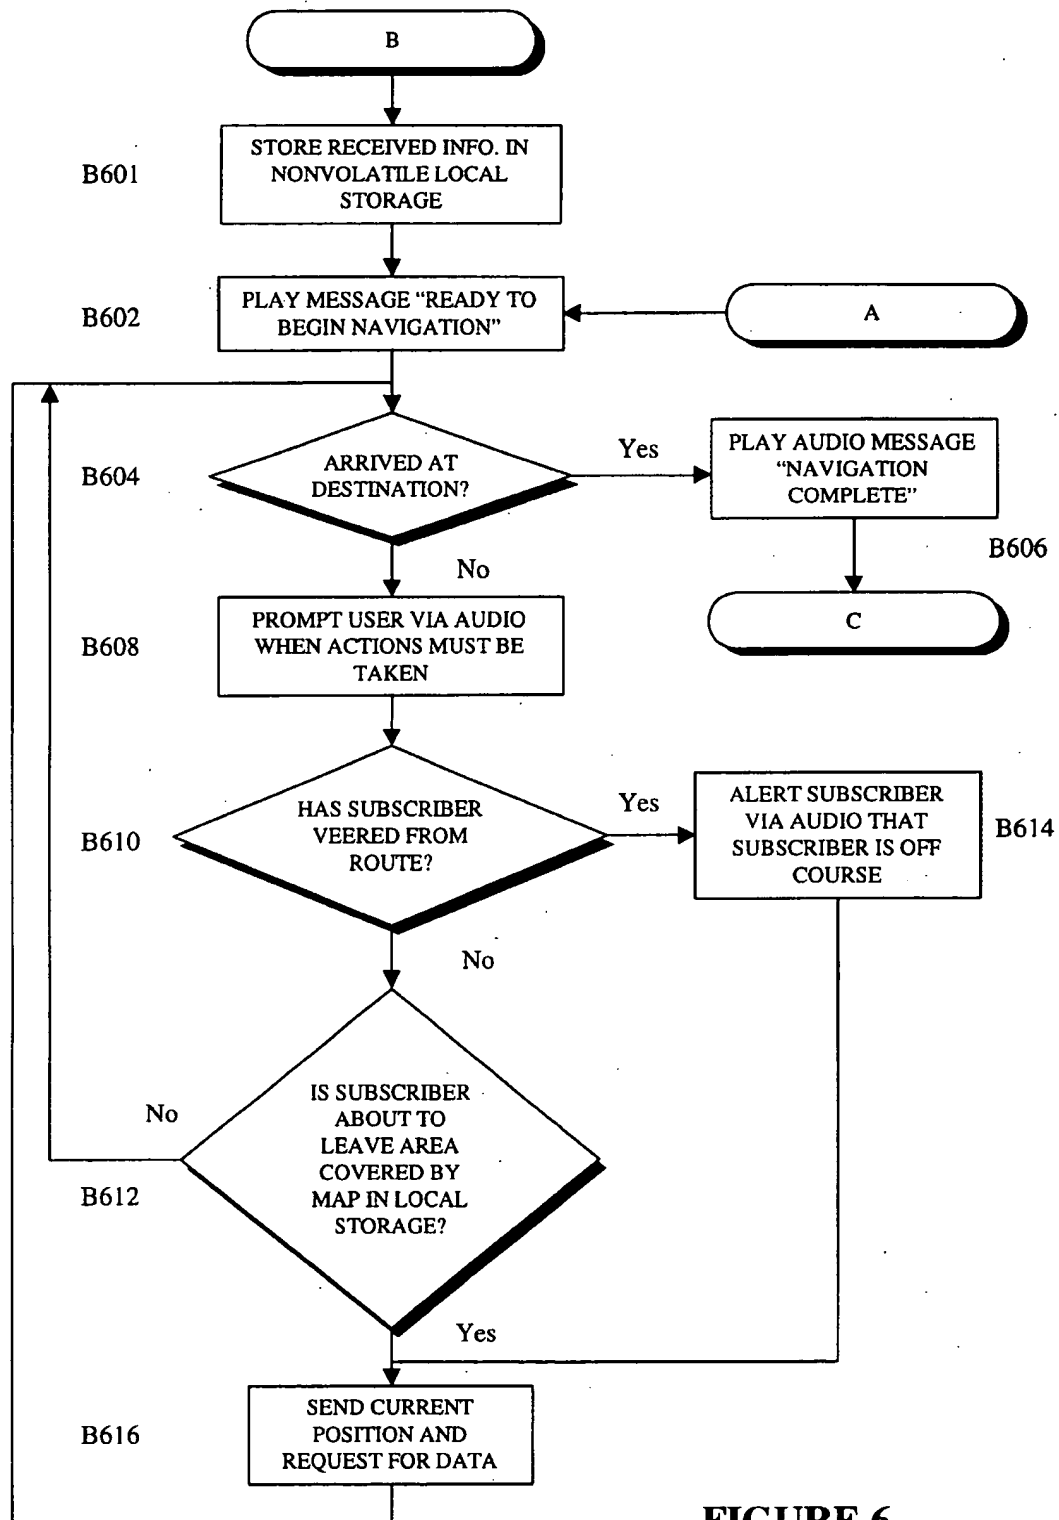 B
B601
STORE RECEIVED INFO. IN
NONVOLATILE LOCAL
STORAGE
B602
PLAY MESSAGE “READY TO
BEGIN NAVIGATION”
A
B604
ARRIVED AT
DESTINATION?
Yes
PLAY AUDIO MESSAGE
“NAVIGATION
COMPLETE”
B606
No
C
B608
PROMPT USER VIA AUDIO
WHEN ACTIONS MUST BE
TAKEN
B610
HAS SUBSCRIBER
VEERED FROM
ROUTE?
Yes
ALERT SUBSCRIBER
VIA AUDIO THAT
SUBSCRIBER IS OFF
COURSE
B614
No
No
B612
IS SUBSCRIBER
ABOUT TO
LEAVE AREA
COVERED BY
MAP IN LOCAL
STORAGE?
Yes
B616
SEND CURRENT
POSITION AND
REQUEST FOR DATA
FIGURE 6